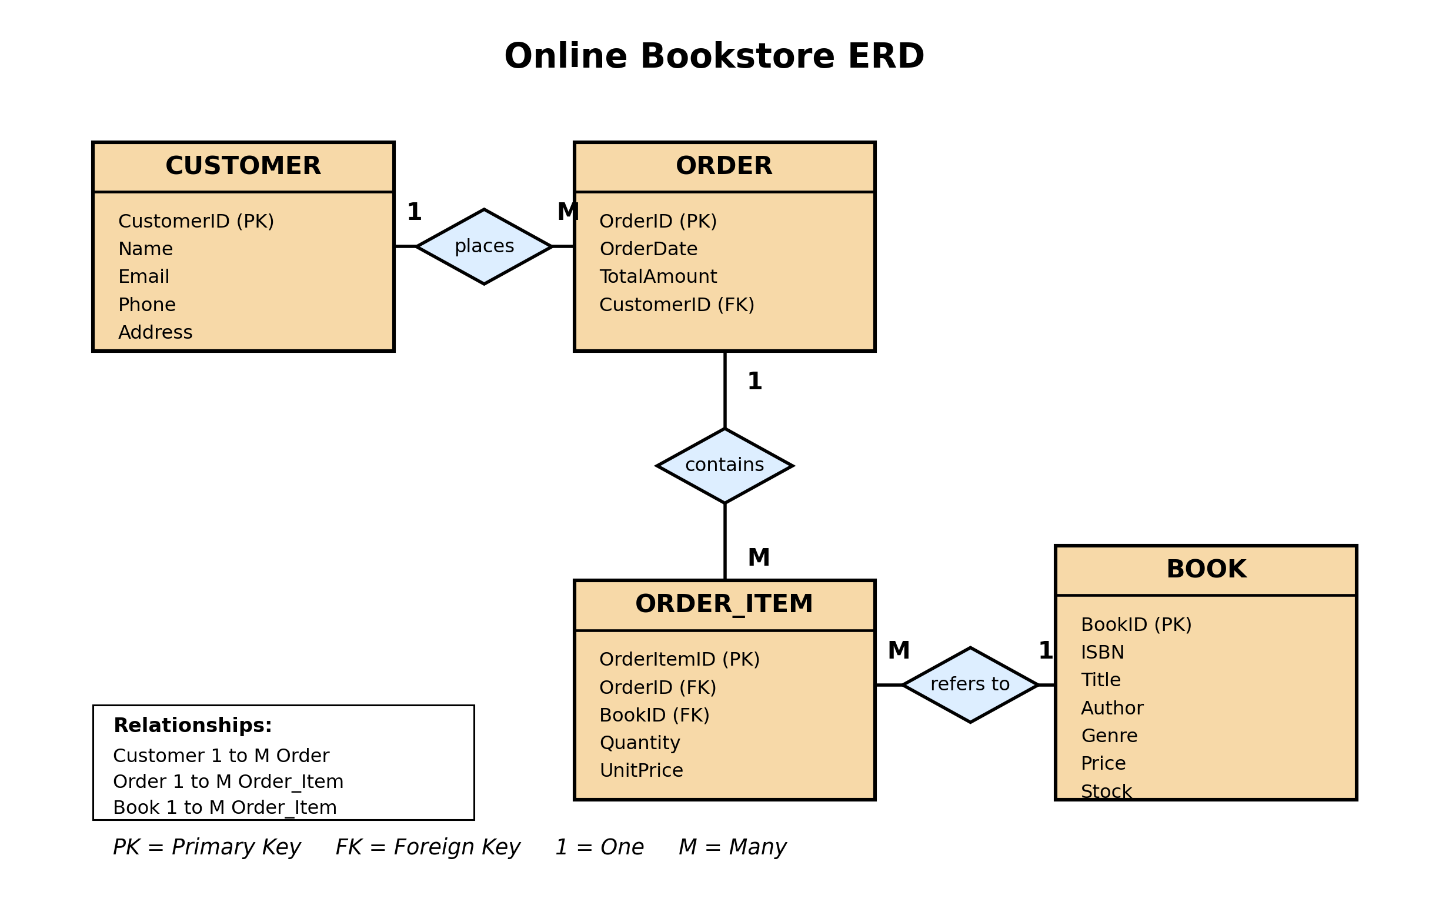 Online Bookstore ERD
CUSTOMER
CustomerID (PK)
Name
Email
Phone
Address
1
places
M
ORDER
OrderID (PK)
OrderDate
TotalAmount
CustomerID (FK)
1
contains
M
ORDER_ITEM
OrderItemID (PK)
OrderID (FK)
BookID (FK)
Quantity
UnitPrice
M
refers to
1
BOOK
BookID (PK)
ISBN
Title
Author
Genre
Price
Stock
Relationships:
Customer 1 to M Order
Order 1 to M Order_Item
Book 1 to M Order_Item
PK = Primary Key FK = Foreign Key 1 = One M = Many